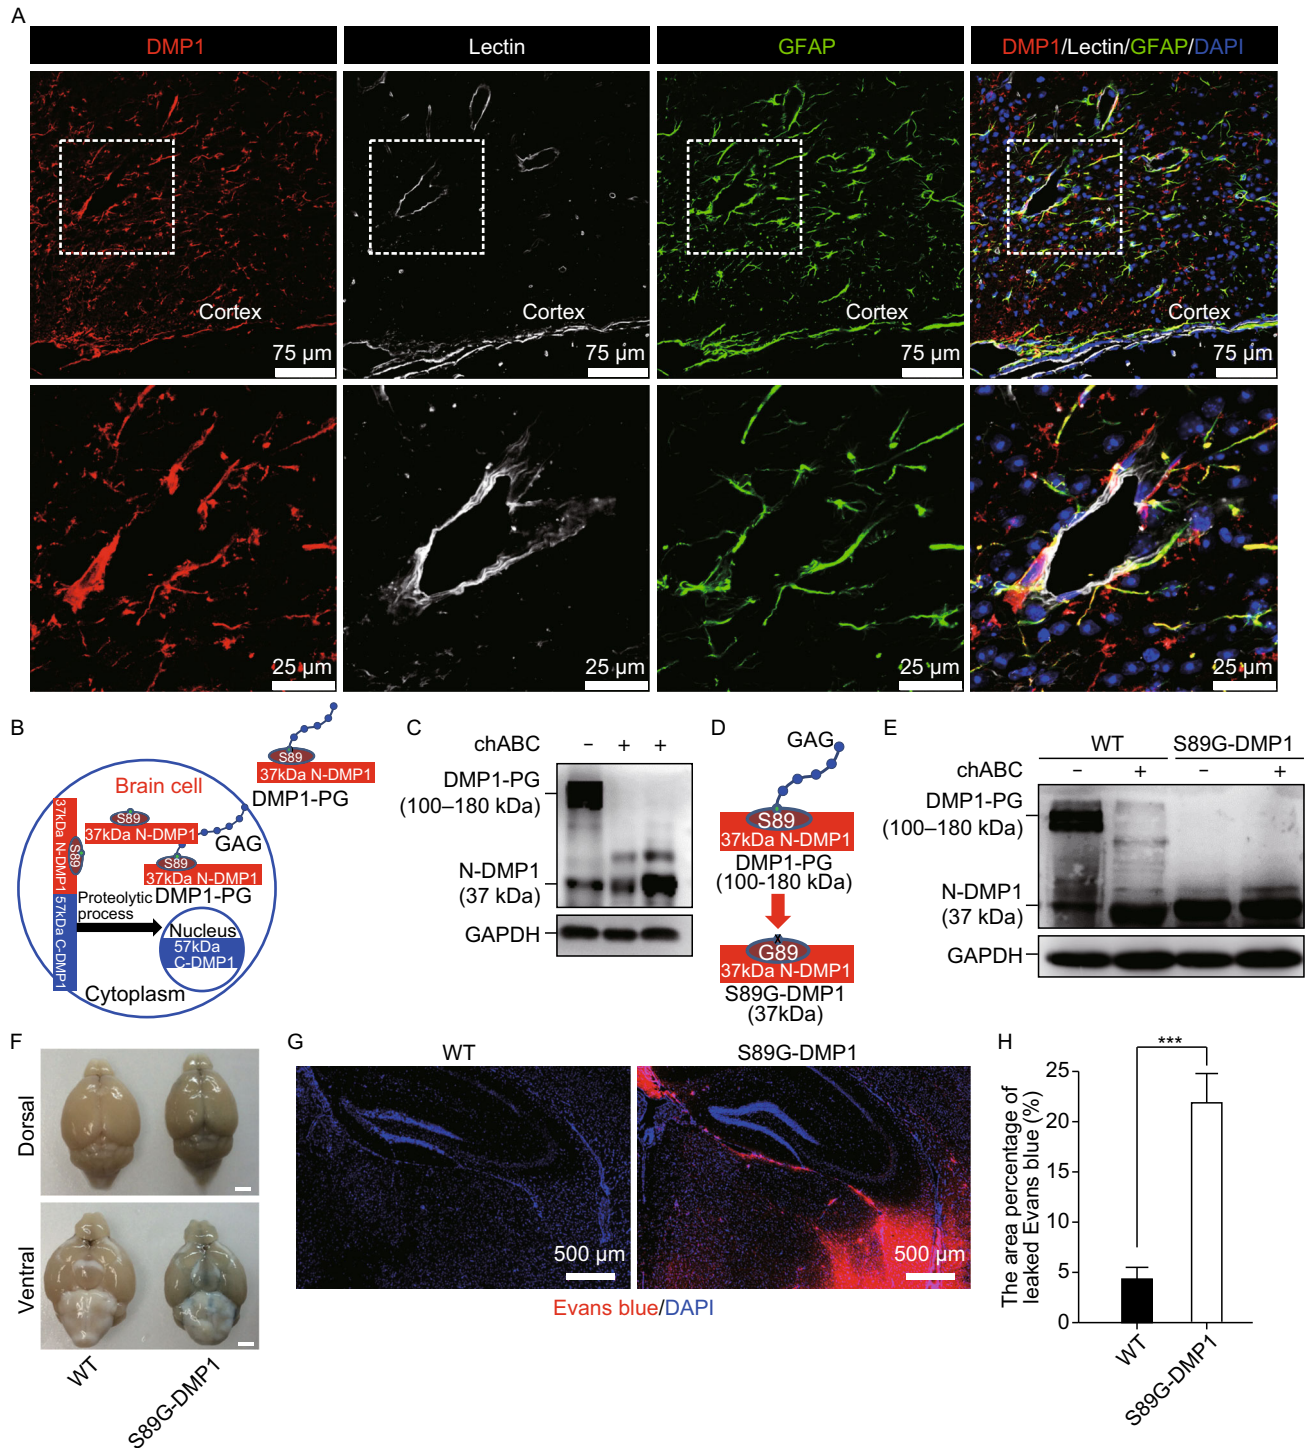 A
DMP1
Lectin
GFAP
DMP1/Lectin/GFAP/DAPI
Cortex
75 µm
Cortex
75 µm
Cortex
75 µm
Cortex
75 µm
25 µm
25 µm
25 µm
25 µm
B
S89
37kDa N-DMP1
DMP1-PG
Brain cell
S89
37kDa N-DMP1
GAG
S89
37kDa N-DMP1
DMP1-PG
37kDa N-DMP1
S89
57kDa C-DMP1
Proteolytic
process
Nucleus
57kDa
C-DMP1
Cytoplasm
C
chABC
− + +
DMP1-PG
(100–180 kDa)
N-DMP1
(37 kDa)
GAPDH
D
GAG
S89
37kDa N-DMP1
DMP1-PG
(100-180 kDa)
x
G89
37kDa N-DMP1
S89G-DMP1
(37kDa)
E
WT S89G-DMP1
chABC
− + − +
DMP1-PG
(100–180 kDa)
N-DMP1
(37 kDa)
GAPDH
F
Dorsal
Ventral
WT
S89G-DMP1
G
WT
S89G-DMP1
500 µm
500 µm
Evans blue/DAPI
H
The area percentage of
leaked Evans blue (%)
25
20
15
10
5
0
***
WT
S89G-DMP1